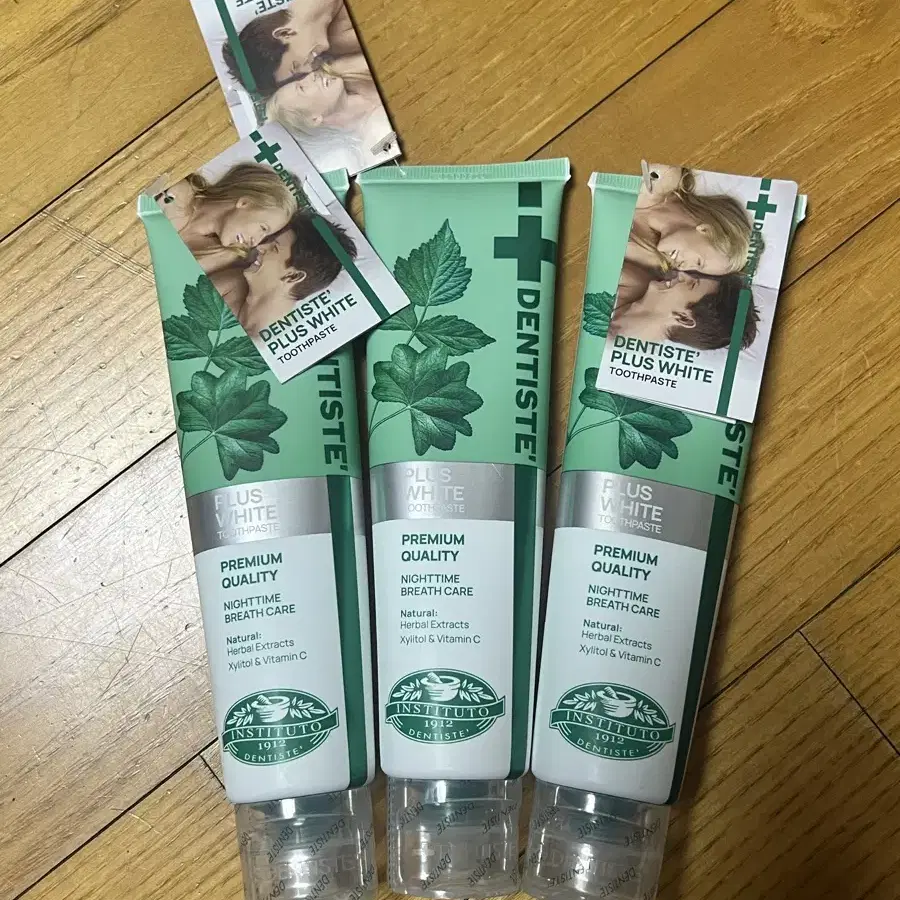 DENTISTE'
DENTISTE'
PLUS WHITE
TOOTHPASTE
DENTISTE'
PLUS WHITE
TOOTHPASTE
DENTISTE'
PLUS
WHITE
TOOTHPASTE
PREMIUM
QUALITY
NIGHTTIME
BREATH CARE
Natural:
Herbal Extracts
Xylitol & Vitamin C
INSTITUTO
1912
DENTISTE'
DENTISTE'
PLUS
WHITE
TOOTHPASTE
PREMIUM
QUALITY
NIGHTTIME
BREATH CARE
Natural:
Herbal Extracts
Xylitol & Vitamin C
INSTITUTO
1912
DENTISTE'
PLUS
WHITE
TOOTHPASTE
PREMIUM
QUALITY
NIGHTTIME
BREATH CARE
Natural:
Herbal Extracts
Xylitol & Vitamin C
INSTITUTO
1912
DENTISTE'
DENTISTE
DENTISTE
DENTISTE